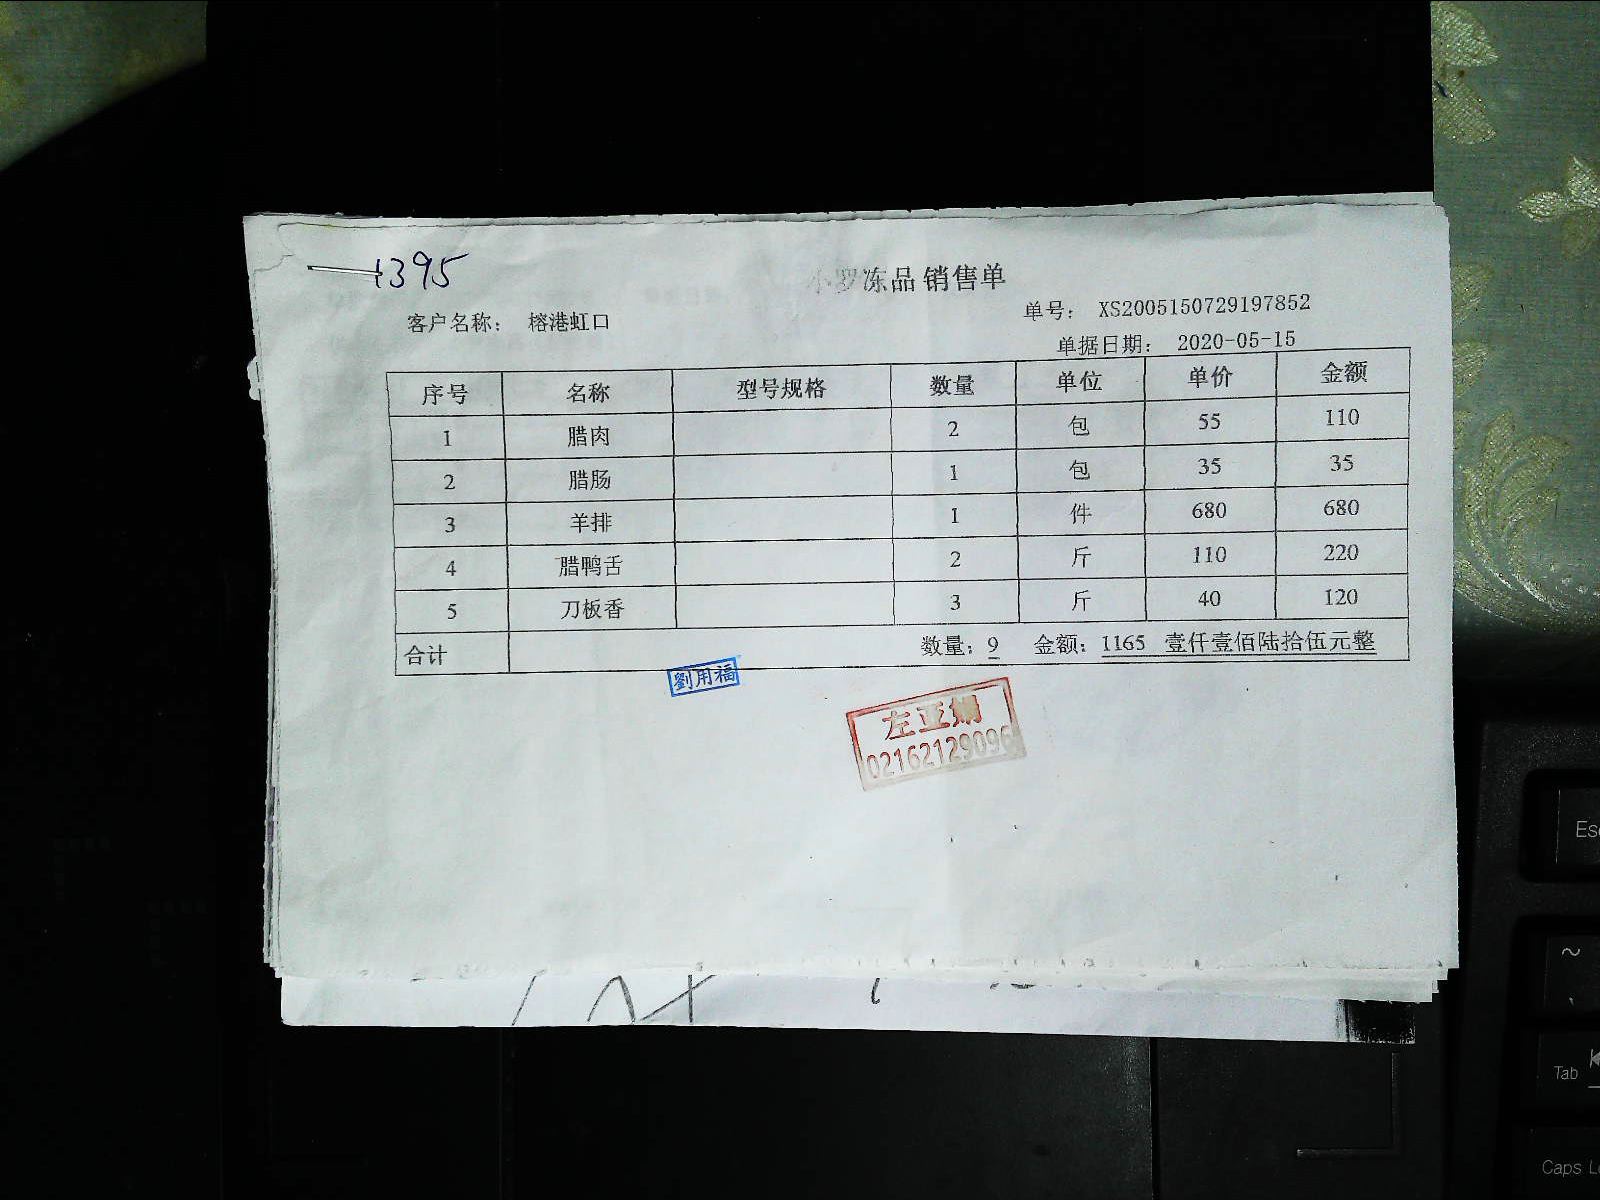 1395
小罗冻品 销售单
客户名称： 榕港虹口
单号： XS2005150729197852
单据日期： 2020-05-15
序号 名称 型号规格 数量 单位 单价 金额
1 腊肉 2 包 55 110
2 腊肠 1 包 35 35
3 羊排 1 件 680 680
4 腊鸭舌 2 斤 110 220
5 刀板香 3 斤 40 120
合计 数量：9 金额：1165 壹仟壹佰陆拾伍元整
劉用福
左亚娟
02162129096
Esc
~
Tab
Caps